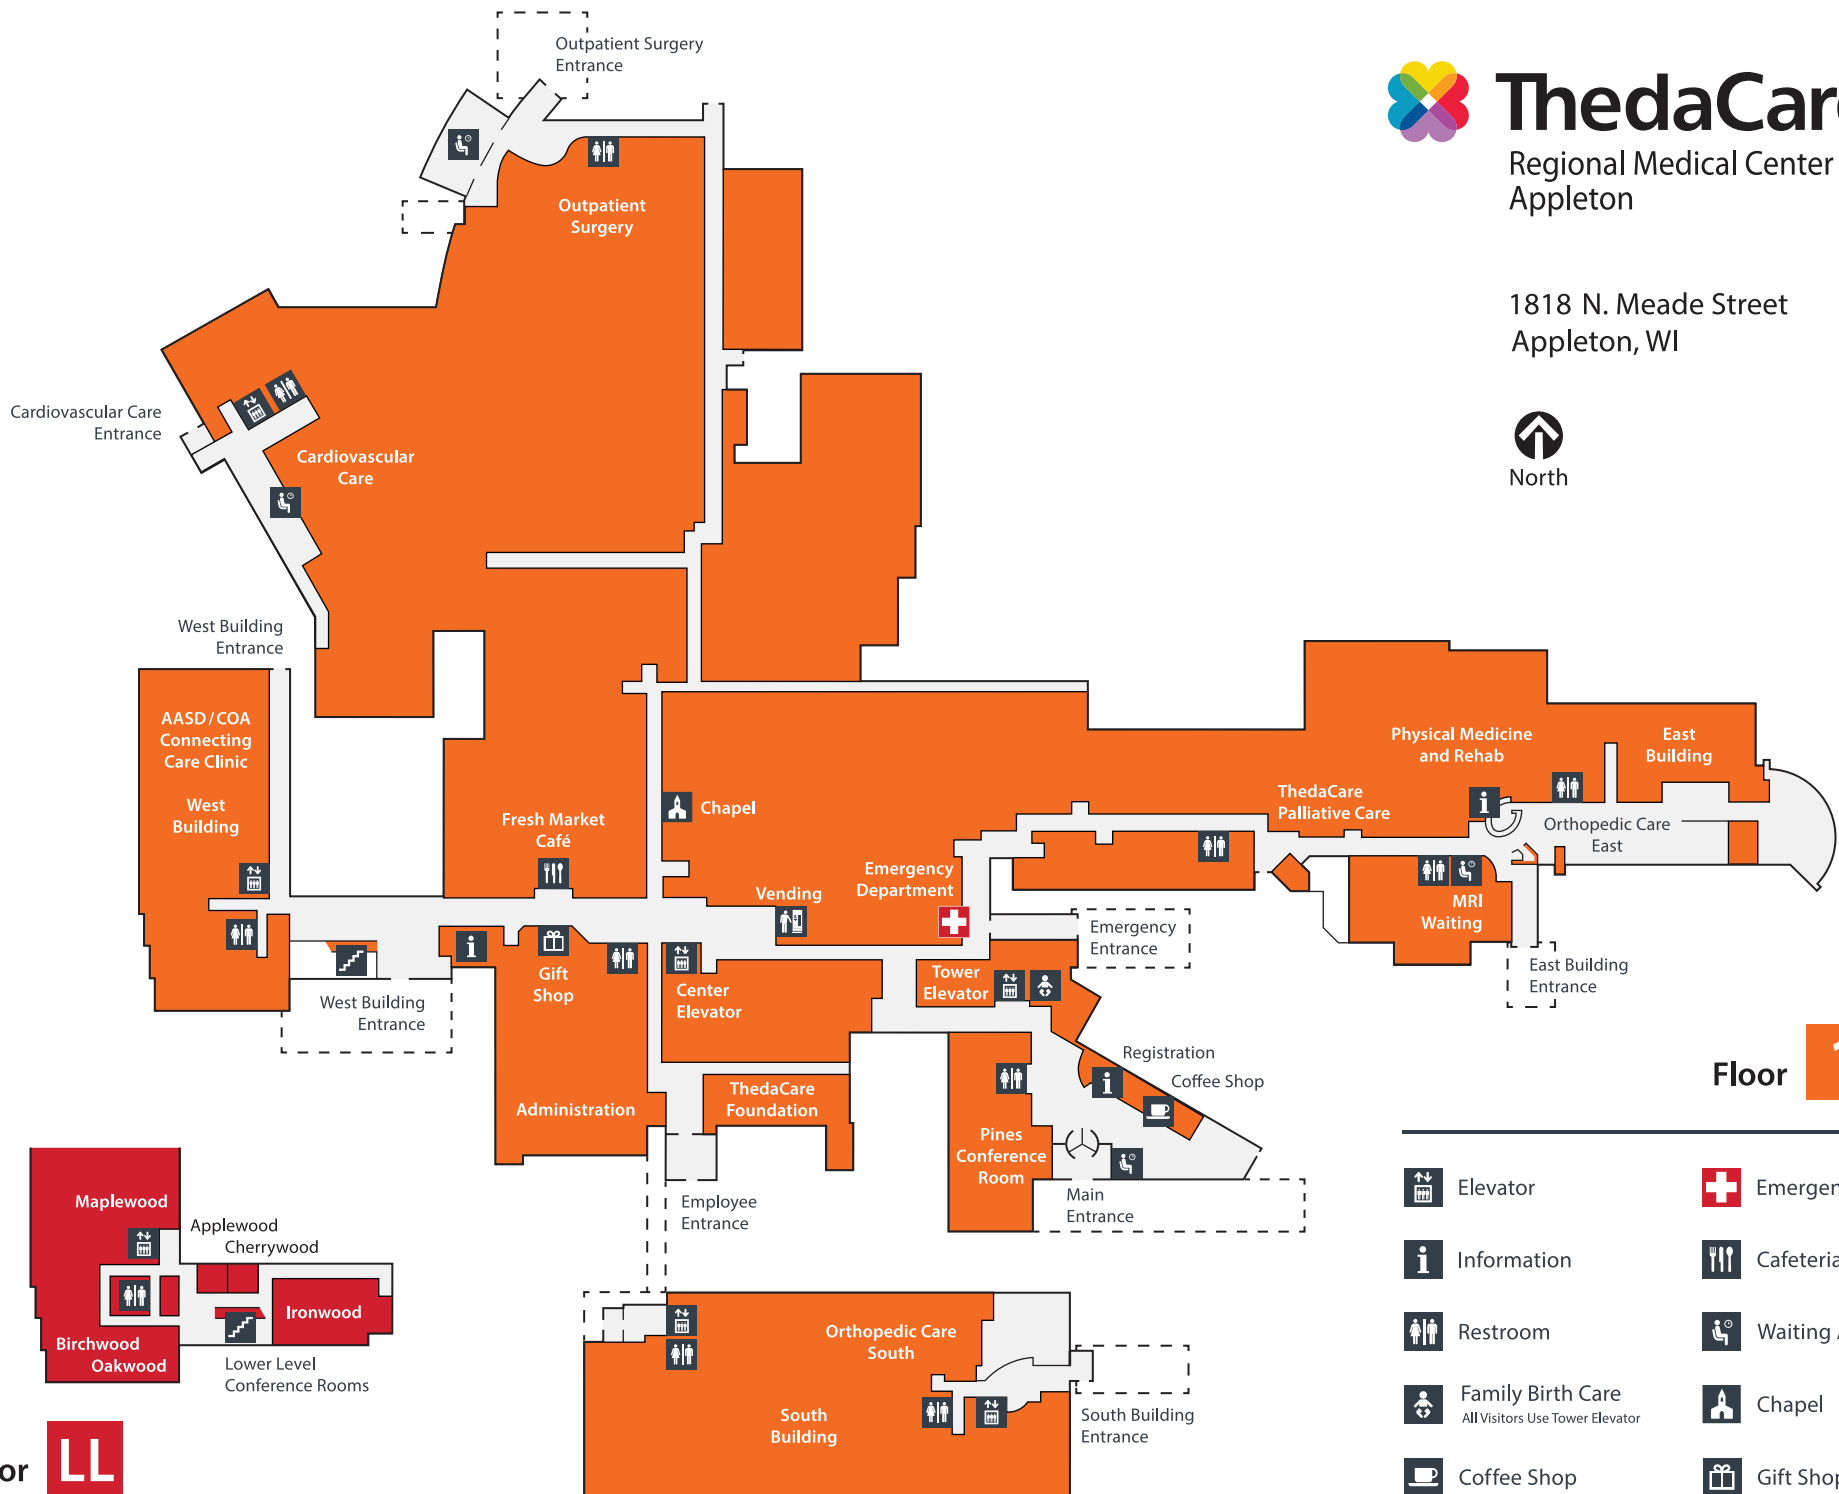 Outpatient Surgery
Entrance
ThedaCare
Regional Medical Center
Appleton
Outpatient
Surgery
1818 N. Meade Street
Appleton, WI
North
Cardiovascular Care
Entrance
Cardiovascular
Care
West Building
Entrance
AASD/COA
Connecting
Care Clinic
West
Building
Fresh Market
Café
Chapel
Vending
Emergency
Department
Physical Medicine
and Rehab
East
Building
ThedaCare
Palliative Care
Orthopedic Care
East
MRI
Waiting
Emergency
Entrance
East Building
Entrance
Gift
Shop
Center
Elevator
Tower
Elevator
West Building
Entrance
Registration
Coffee Shop
Administration
ThedaCare
Foundation
Pines
Conference
Room
Main
Entrance
Employee
Entrance
Floor
Maplewood
Applewood
Cherrywood
Ironwood
Birchwood
Oakwood
Lower Level
Conference Rooms
LL
Orthopedic Care
South
South
Building
South Building
Entrance
Elevator
Information
Restroom
Family Birth Care
All Visitors Use Tower Elevator
Coffee Shop
Cafeteria
Waiting
Chapel
Gift Shop